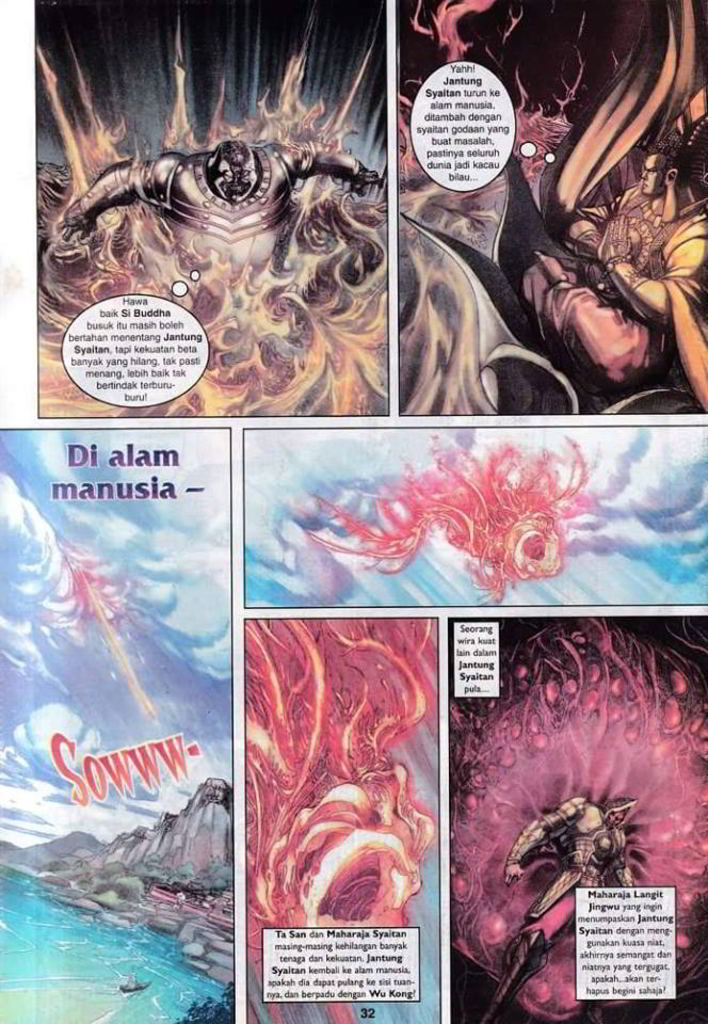 Hawa
baik Si Buddha
busuk itu masih boleh
bertahan menentang Jantung
Syaitan, tapi kekuatan beta
banyak yang hilang, tak pasti
menang, lebih baik tak
bertindak terburu-
buru!
Yahh!
Jantung
Syaitan turun ke
alam manusia,
ditambah dengan
syaitan godaan yang
buat masalah,
pastinya seluruh
dunia jadi kacau
bilau...
Di alam
manusia –
Sowww-
Ta San dan Maharaja Syaitan
masing-masing kehilangan banyak
tenaga dan kekuatan. Jantung
Syaitan kembali ke alam manusia,
apakah dia dapat pulang ke sisi tuan-
nya, dan berpadu dengan Wu Kong?
Seorang
wira kuat
lain dalam
Jantung
Syaitan
pula....
Maharaja Langit
Jingwu yang ingin
menumpaskan Jantung
Syaitan dengan meng-
gunakan kuasa niat,
akhirnya semangat dan
niatnya yang tergugat,
apakah...akan ter-
hapus begini sahaja?
32